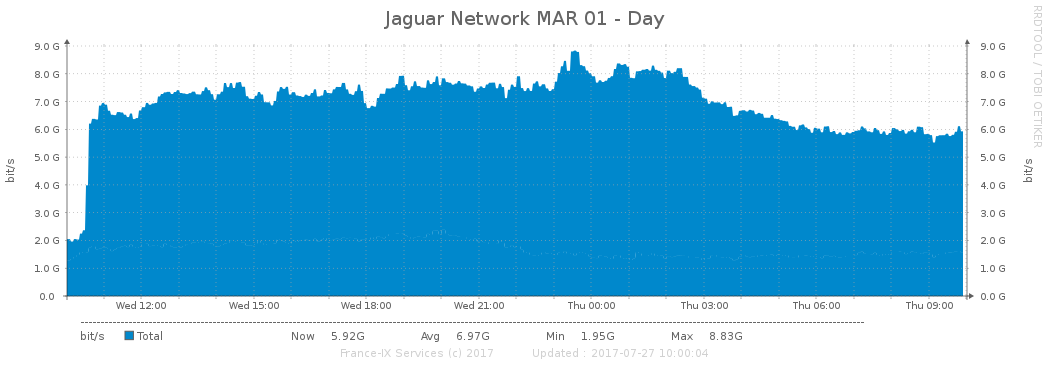 Jaguar Network MAR 01 - Day
RRDTOOL / TOBI OETIKER
9.0 G 9.0 G
8.0 G 8.0 G
7.0 G 7.0 G
6.0 G 6.0 G
5.0 G 5.0 G
4.0 G 4.0 G
3.0 G 3.0 G
2.0 G 2.0 G
1.0 G 1.0 G
0.0 0.0 G
bit/s
bit/s
Wed 12:00 Wed 15:00 Wed 18:00 Wed 21:00 Thu 00:00 Thu 03:00 Thu 06:00 Thu 09:00
bit/s Total Now 5.92G Avg 6.97G Min 1.95G Max 8.83G
France-IX Services (c) 2017 Updated : 2017-07-27 10:00:04